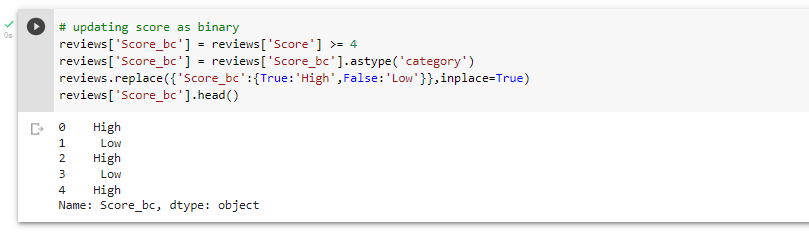 0s
# updating score as binary
reviews['Score_bc'] = reviews['Score'] >= 4
reviews['Score_bc'] = reviews['Score_bc'].astype('category')
reviews.replace({'Score_bc':{True:'High',False:'Low'}},inplace=True)
reviews['Score_bc'].head()
0    High
1     Low
2    High
3     Low
4    High
Name: Score_bc, dtype: object